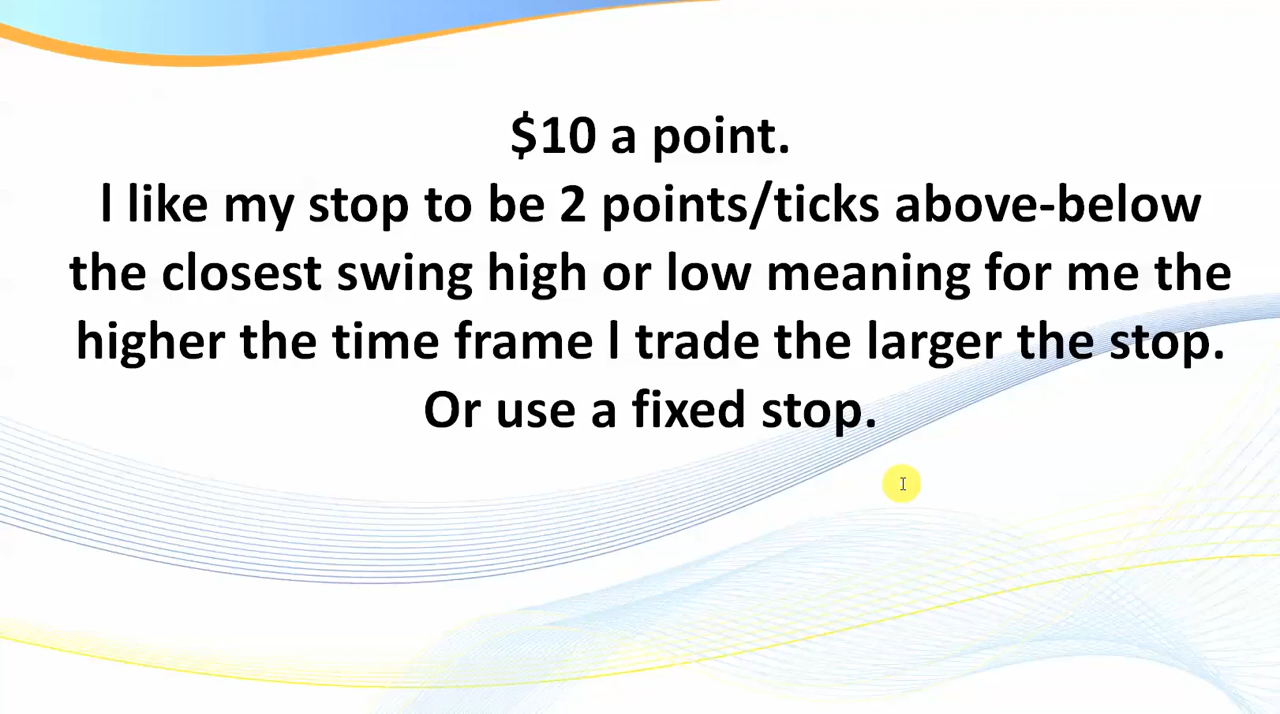 $10 a point.
I like my stop to be 2 points/ticks above-below
the closest swing high or low meaning for me the
higher the time frame I trade the larger the stop.
Or use a fixed stop.